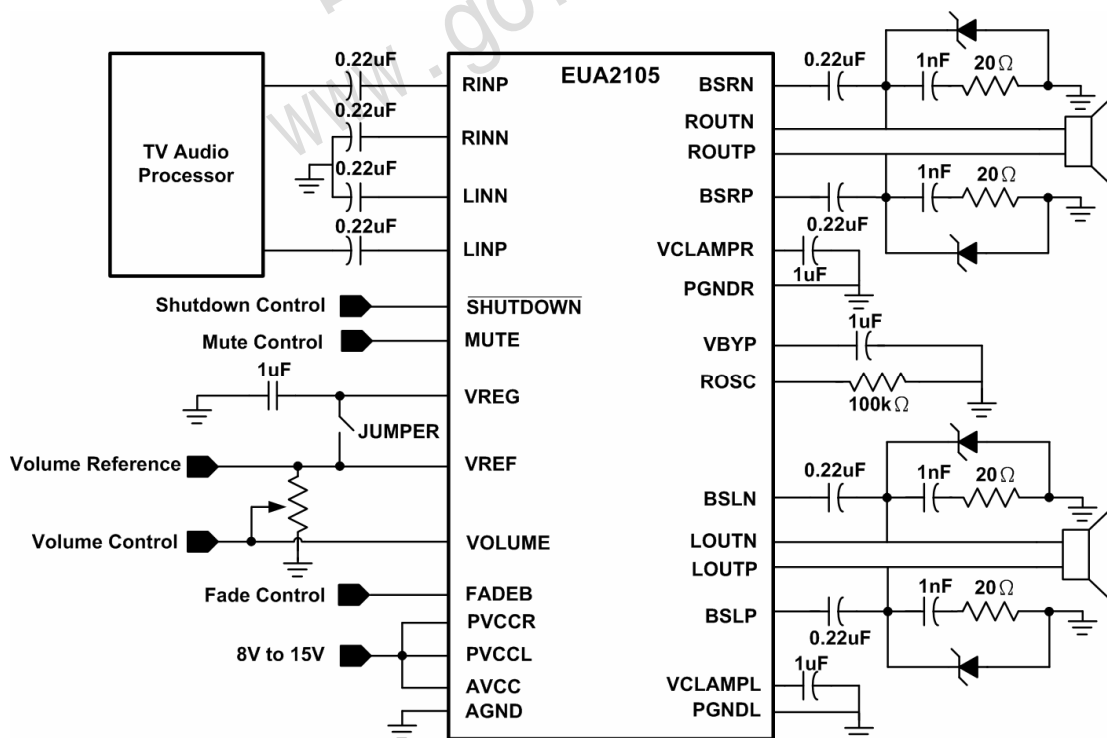 www.go
EUA2105
TV Audio
Processor
0.22uF
0.22uF
0.22uF
0.22uF
RINP
RINN
LINN
LINP
Shutdown Control
SHUTDOWN
Mute Control
MUTE
1uF
VREG
JUMPER
Volume Reference
VREF
Volume Control
VOLUME
Fade Control
FADEB
PVCCR
8V to 15V
PVCCL
AVCC
AGND
BSRN
0.22uF
1nF
20Ω
ROUTN
ROUTP
BSRP
1nF
20Ω
0.22uF
VCLAMPR
1uF
PGNDR
1uF
VBYP
ROSC
100kΩ
0.22uF
1nF
20Ω
BSLN
LOUTN
LOUTP
1nF
20Ω
BSLP
0.22uF
1uF
VCLAMPL
PGNDL